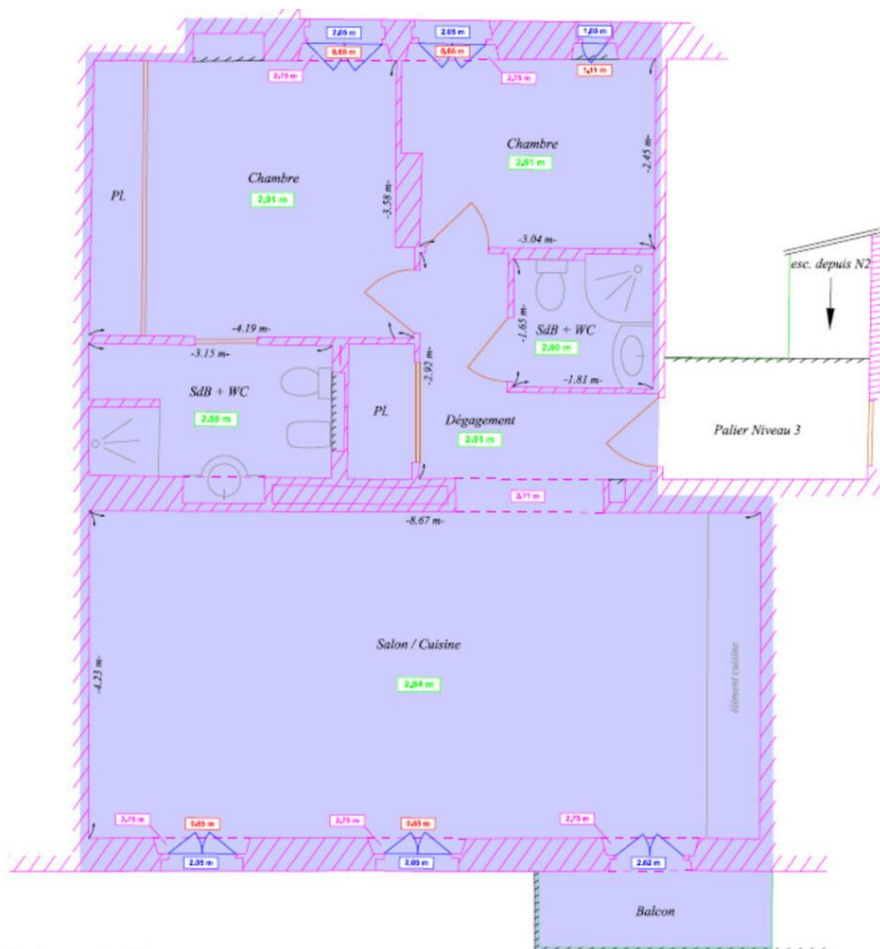 2,05 m
2.05 m
1,05 m
0,65 m
0,65 m
2,75 m
2,75 m
1,11 m
Chambre
2,91 m
-2.45 m-
Chambre
2,91 m
Pl.
-3.58 m-
-3.04 m-
esc. depuis N2
-1.65 m-
SdB + WC
2,90 m
-4.19 m-
-3.15 m-
-2.92 m-
-1.81 m-
SdB + WC
Pl.
Dégagement
2.91 m
Palier Niveau 3
2,71 m
-8.67 m-
Salon / Cuisine
2,94 m
-4.23 m-
élément cuisine
2,75 m
0,65 m
2,75 m
0,65 m
2,75 m
2.05 m
2.05 m
2,62 m
Balcon